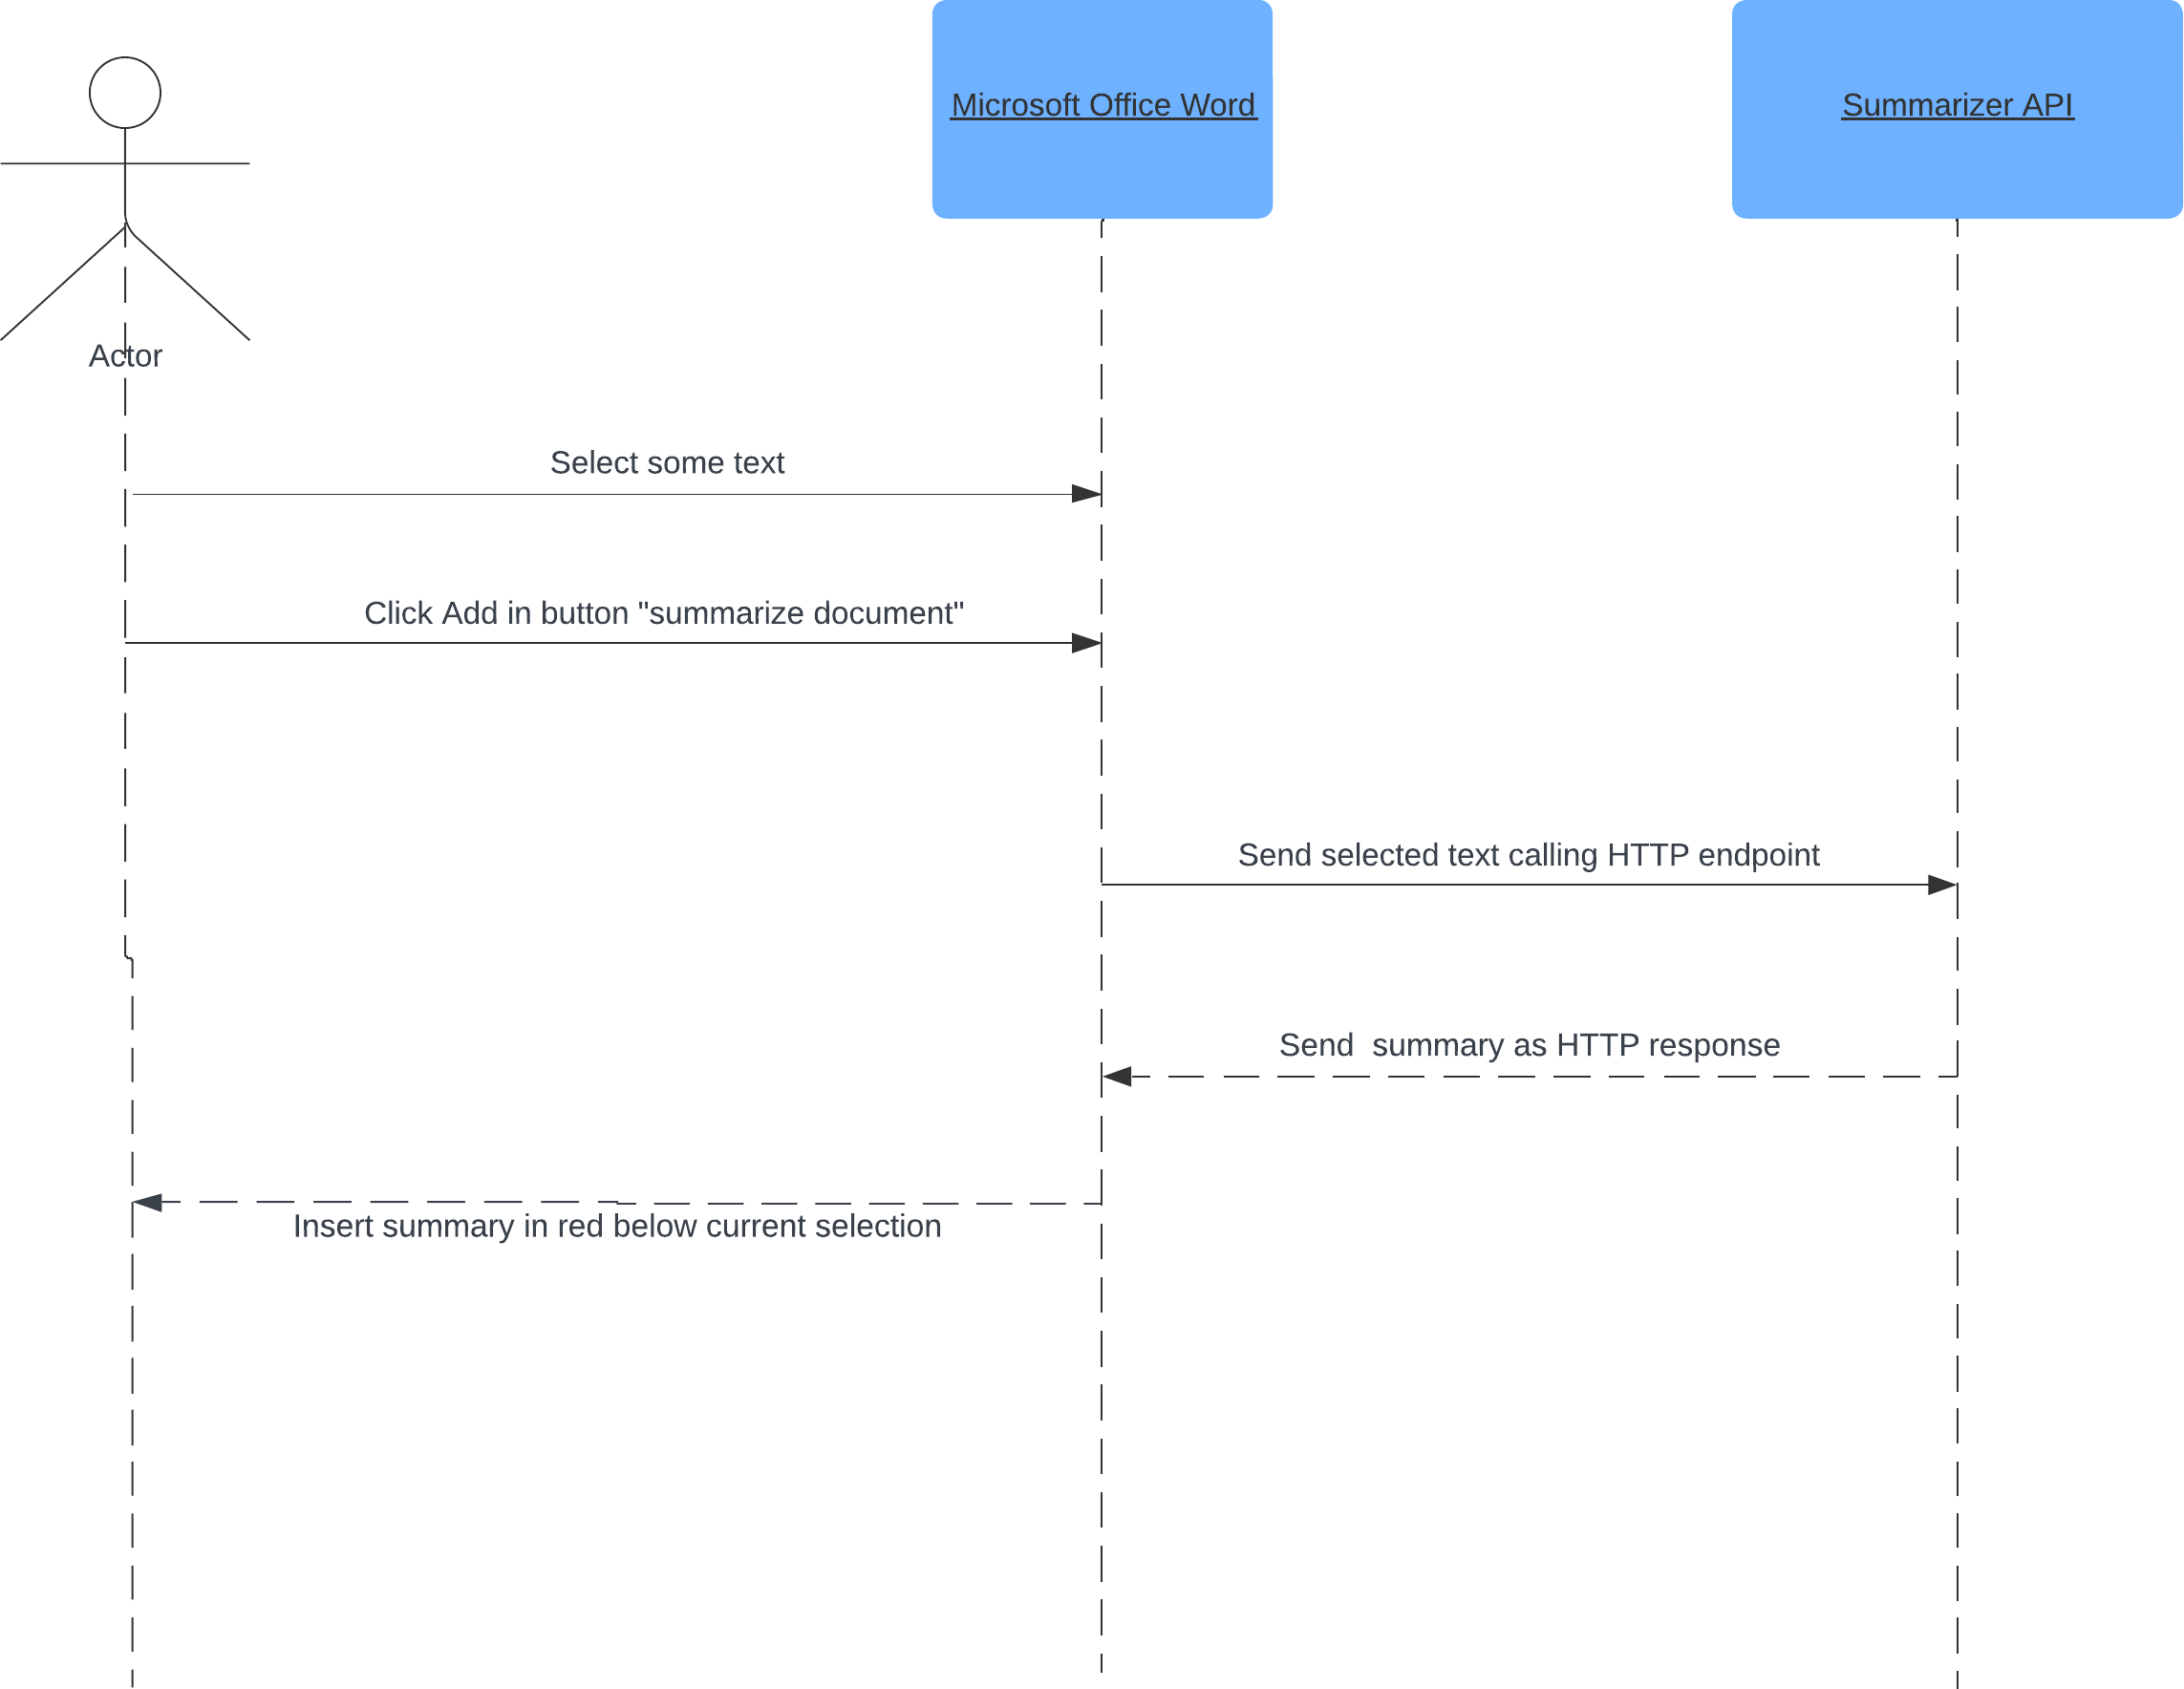 Microsoft Office Word
Summarizer API
Actor
Select some text
Click Add in button "summarize document"
Send selected text calling HTTP endpoint
Send  summary as HTTP response
Insert summary in red below current selection